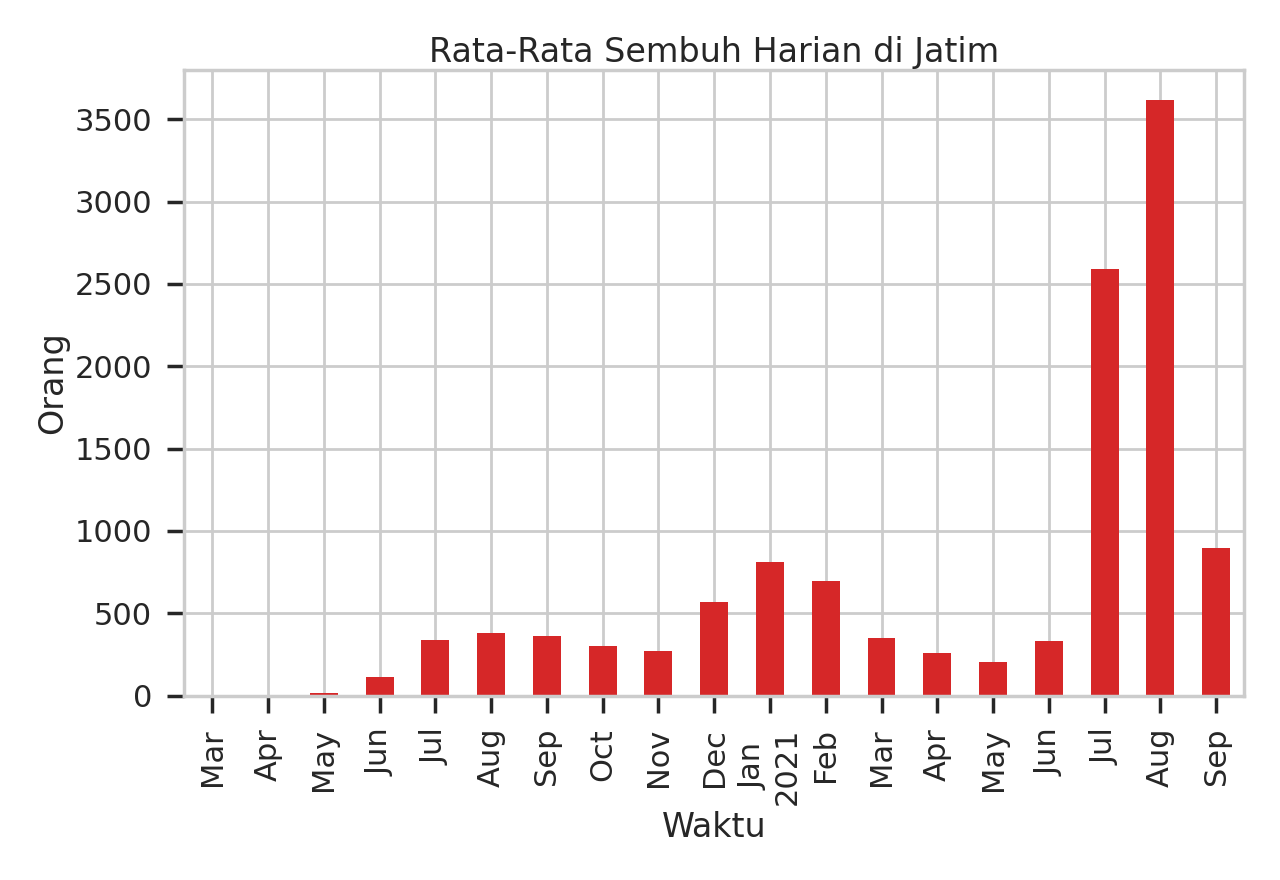 Rata-Rata Sembuh Harian di Jatim
3500
3000
2500
2000
1500
1000
500
0
Orang
Mar
Apr
May
Jun
Jul
Aug
Sep
Oct
Nov
Dec
Jan
2021
Feb
Mar
Apr
May
Jun
Jul
Aug
Sep
Waktu